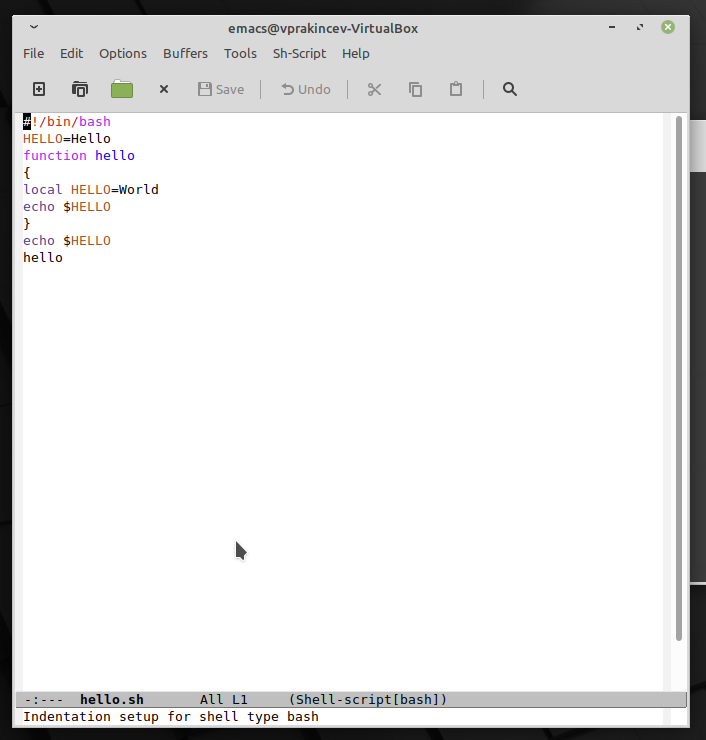 emacs@vprakincev-VirtualBox
File Edit Options Buffers Tools Sh-Script Help
Save Undo
#!/bin/bash
HELLO=Hello
function hello
{
local HELLO=World
echo $HELLO
}
echo $HELLO
hello
-:--- hello.sh All L1 (Shell-script[bash])
Indentation setup for shell type bash